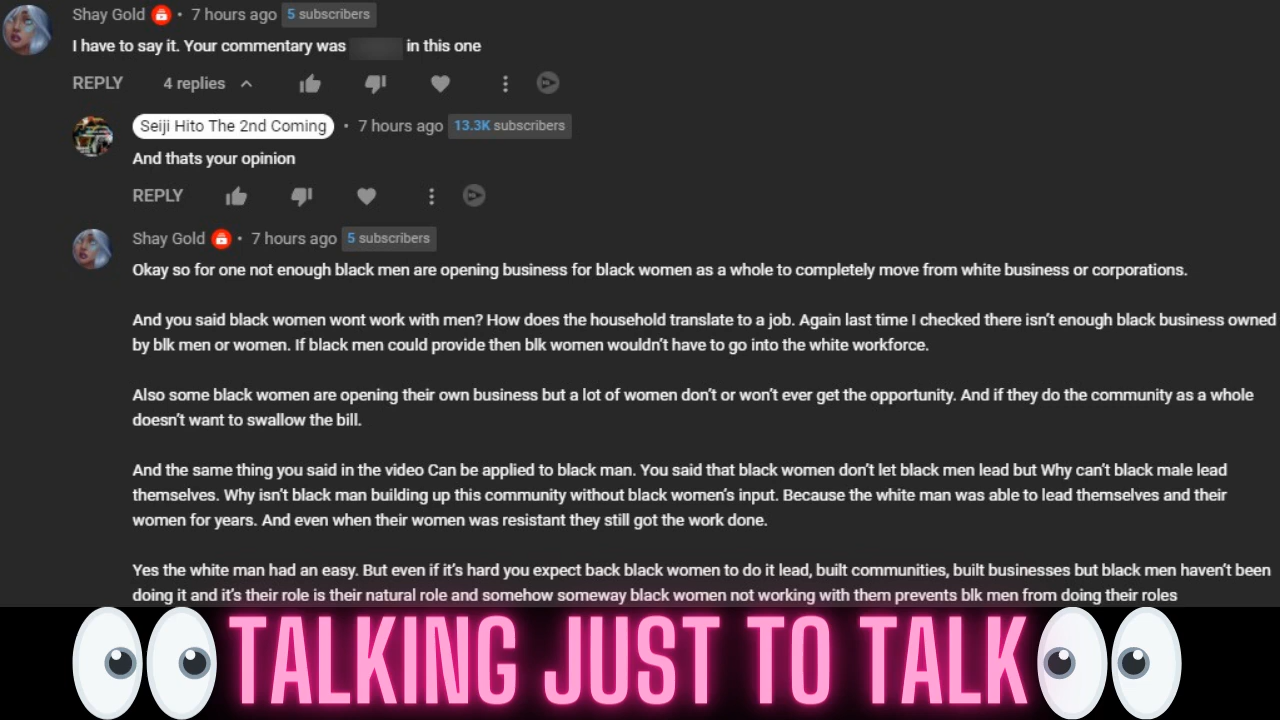 Shay Gold • 7 hours ago 5 subscribers
I have to say it. Your commentary was in this one
REPLY 4 replies
Seiji Hito The 2nd Coming • 7 hours ago 13.3K subscribers
And thats your opinion
REPLY
Shay Gold • 7 hours ago 5 subscribers
Okay so for one not enough black men are opening business for black women as a whole to completely move from white business or corporations.
And you said black women wont work with men? How does the household translate to a job. Again last time I checked there isn't enough black business owned
by blk men or women. If black men could provide then blk women wouldn't have to go into the white workforce.
Also some black women are opening their own business but a lot of women don't or won't ever get the opportunity. And if they do the community as a whole
doesn't want to swallow the bill.
And the same thing you said in the video Can be applied to black man. You said that black women don't let black men lead but Why can't black male lead
themselves. Why isn't black man building up this community without black women's input. Because the white man was able to lead themselves and their
women for years. And even when their women was resistant they still got the work done.
Yes the white man had an easy. But even if it's hard you expect back black women to do it lead, built communities, built businesses but black men haven't been
doing it and it's their role is their natural role and somehow someway black women not working with them prevents blk men from doing their roles
TALKING JUST TO TALK